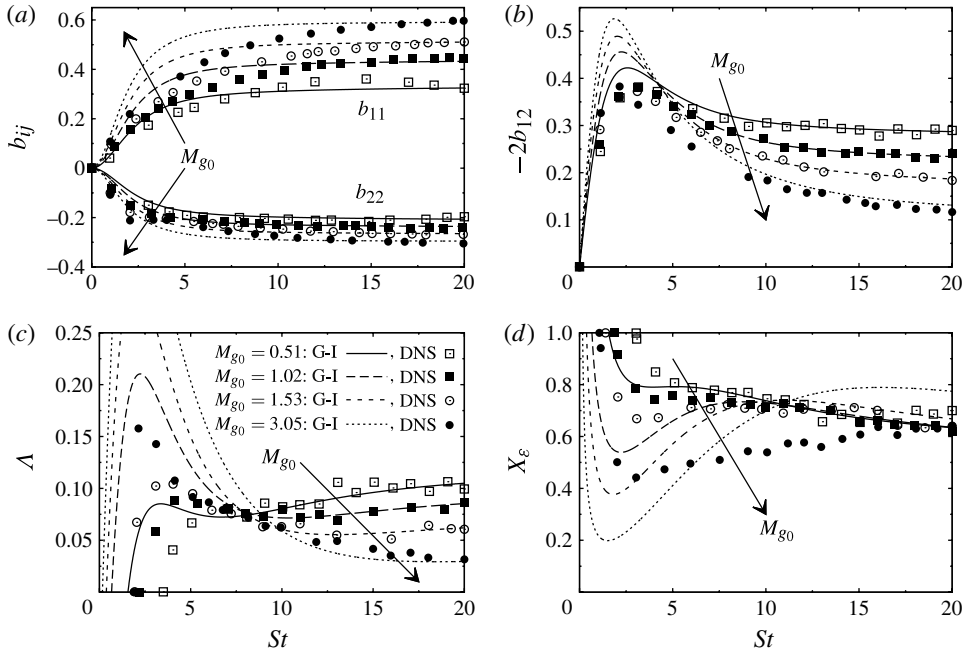 (a)
0.6
0.4
0.2
0
−0.2
−0.4
b_ij
M_g0
b_11
b_22
0 5 10 15 20
(b)
0.5
0.4
0.3
0.2
0.1
−2b_12
M_g0
0 5 10 15 20
(c)
0.25
0.20
0.15
0.10
0.05
Λ
M_g0 = 0.51: G-I , DNS
M_g0 = 1.02: G-I , DNS
M_g0 = 1.53: G-I , DNS
M_g0 = 3.05: G-I , DNS
M_g0
0 5 10 15 20
St
(d)
1.0
0.8
0.6
0.4
0.2
X_ε
M_g0
0 5 10 15 20
St